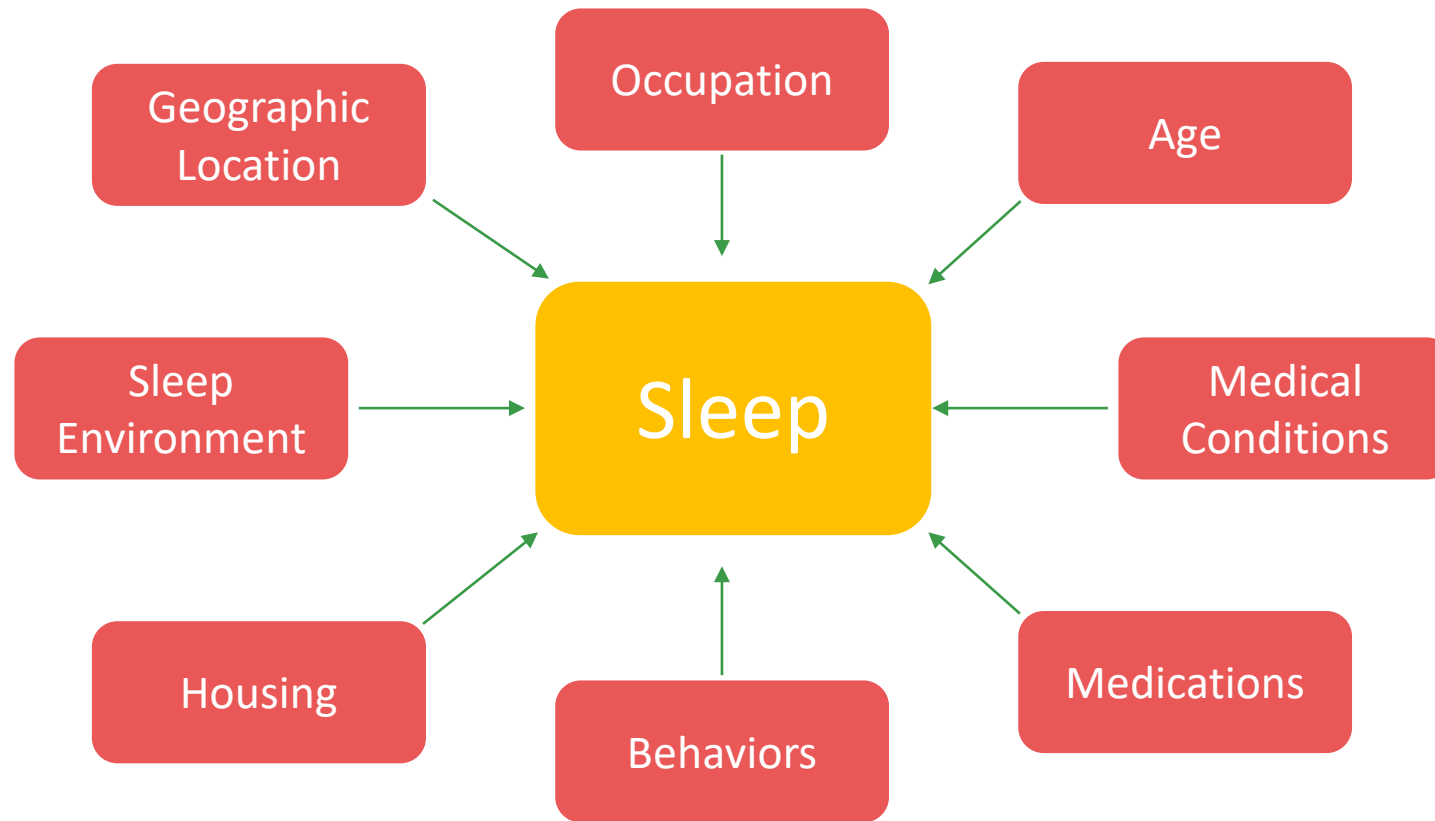 Occupation
Geographic
Location
Age
Sleep
Environment
Sleep
Medical
Conditions
Housing
Behaviors
Medications